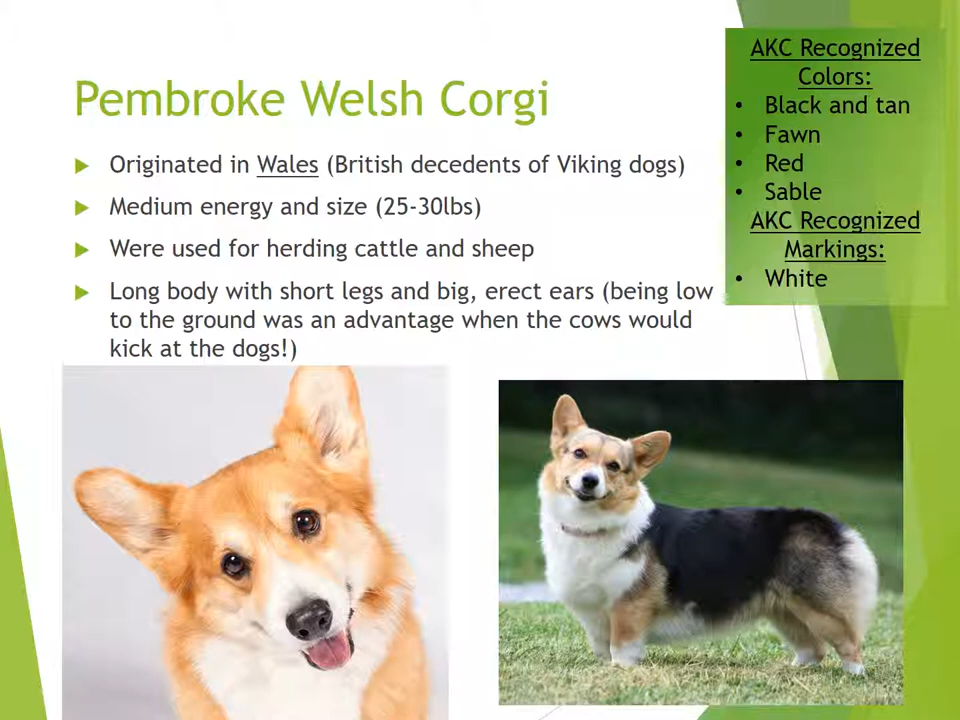 Pembroke Welsh Corgi
Originated in Wales (British decedents of Viking dogs)
Medium energy and size (25-30lbs)
Were used for herding cattle and sheep
Long body with short legs and big, erect ears (being low
to the ground was an advantage when the cows would
kick at the dogs!)
AKC Recognized
Colors:
• Black and tan
• Fawn
• Red
• Sable
AKC Recognized
Markings:
• White